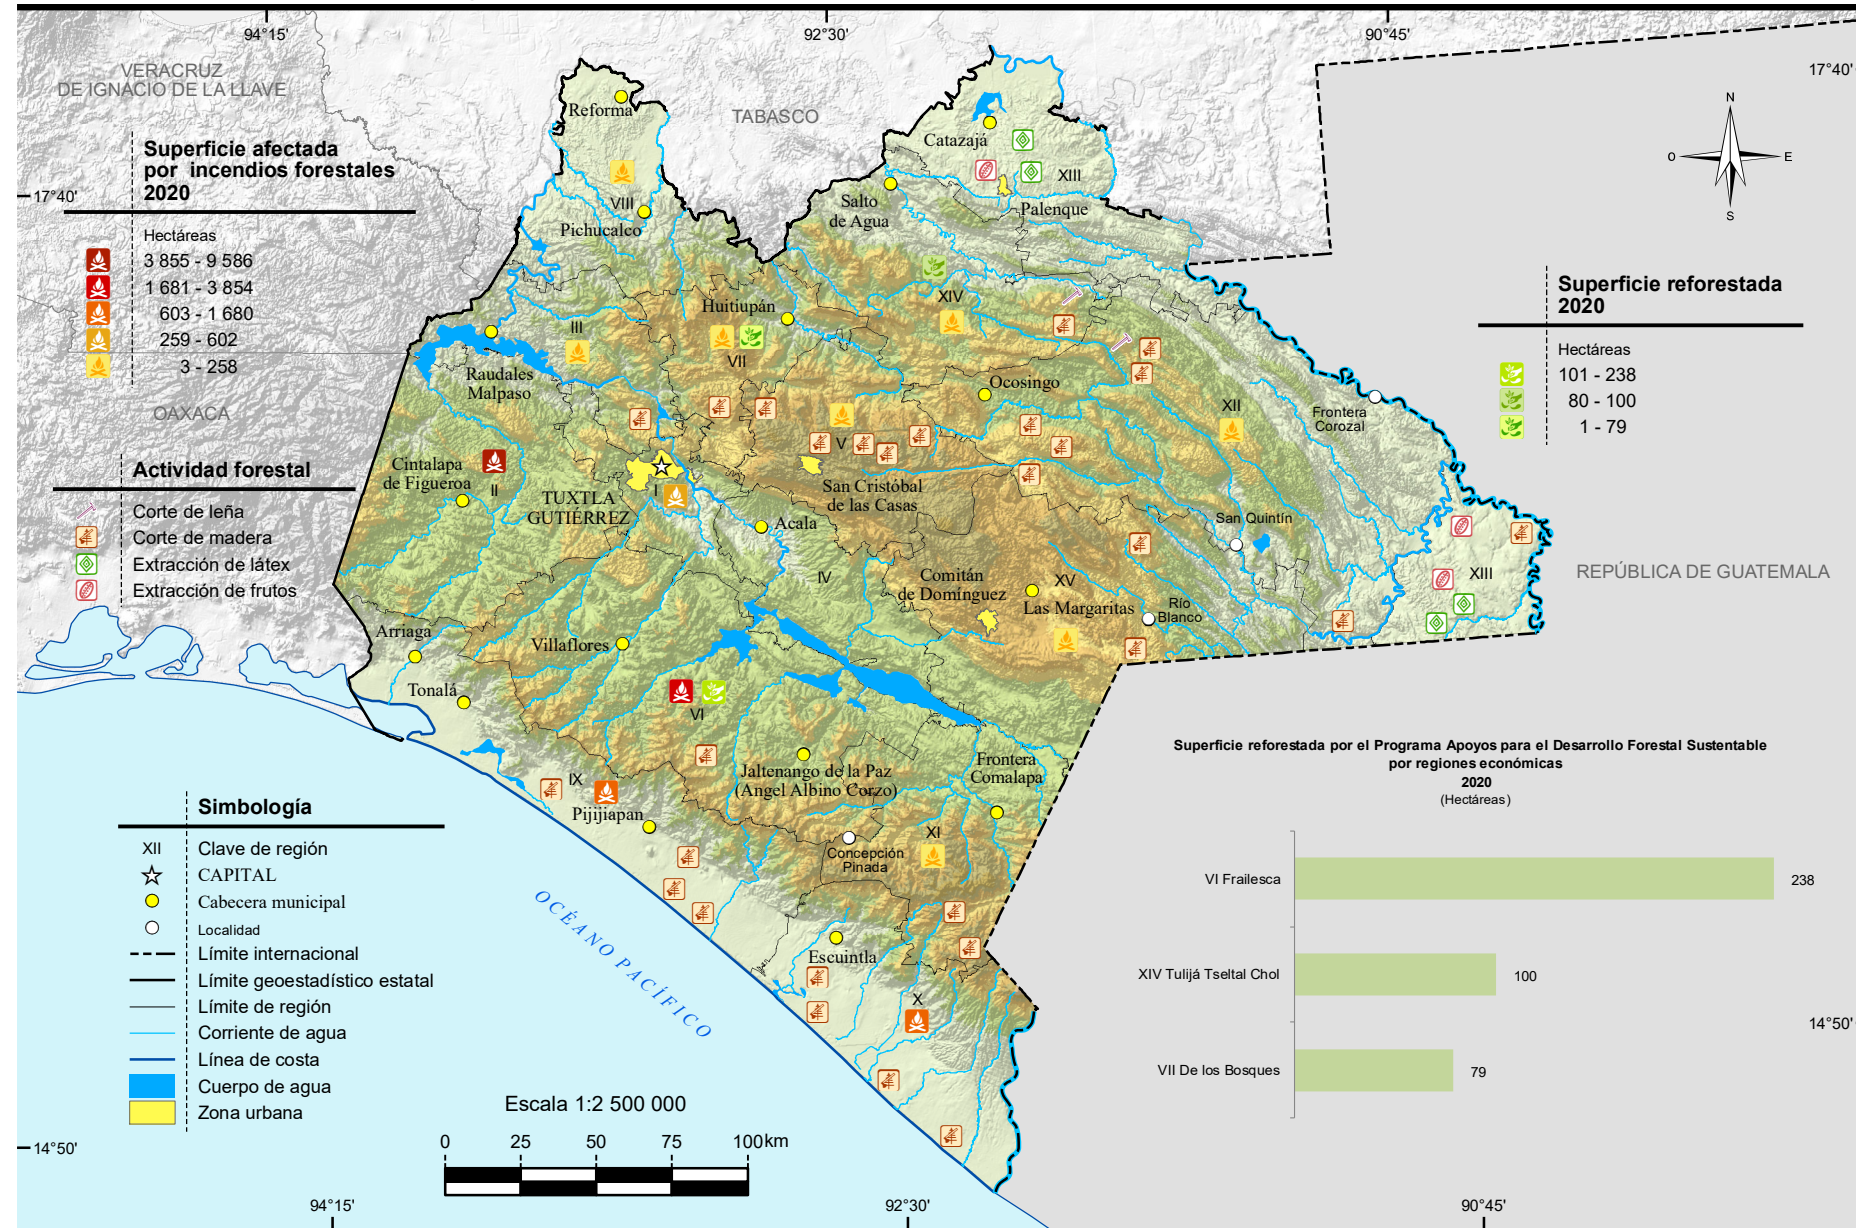 94°15'
92°30'
90°45'
17°40'
VERACRUZ
DE IGNACIO DE LA LLAVE
TABASCO
N
O
E
S
Superficie afectada
por incendios forestales
2020
17°40'
Hectáreas
3 855 - 9 586
1 681 - 3 854
603 - 1 680
259 - 602
3 - 258
OAXACA
Superficie reforestada
2020
Hectáreas
101 - 238
80 - 100
1 - 79
Actividad forestal
Corte de leña
Corte de madera
Extracción de látex
Extracción de frutos
Reforma
Catazajá
XIII
VIII
Salto
de Agua
Palenque
Pichucalco
Huitiupán
XIV
III
VII
Raudales
Malpaso
Ocosingo
XII
Frontera
Corozal
V
Cintalapa
de Figueroa
II
TUXTLA
GUTIÉRREZ
I
San Cristóbal
de las Casas
Acala
San Quintín
IV
Comitán
de Domínguez
XV
Las Margaritas
Río
Blanco
XIII
REPÚBLICA DE GUATEMALA
Arriaga
Villaflores
Tonalá
VI
Jaltenango de la Paz
(Angel Albino Corzo)
Frontera
Comalapa
IX
Pijijiapan
XI
Concepción
Pinada
Escuintla
X
OCÉANO PACÍFICO
Simbología
XII Clave de región
CAPITAL
Cabecera municipal
Localidad
Límite internacional
Límite geoestadístico estatal
Límite de región
Corriente de agua
Línea de costa
Cuerpo de agua
Zona urbana
Superficie reforestada por el Programa Apoyos para el Desarrollo Forestal Sustentable
por regiones económicas
2020
(Hectáreas)
VI Frailesca 238
XIV Tulijá Tseltal Chol 100
VII De los Bosques 79
14°50'
Escala 1:2 500 000
0 25 50 75 100 km
14°50'
94°15'
92°30'
90°45'